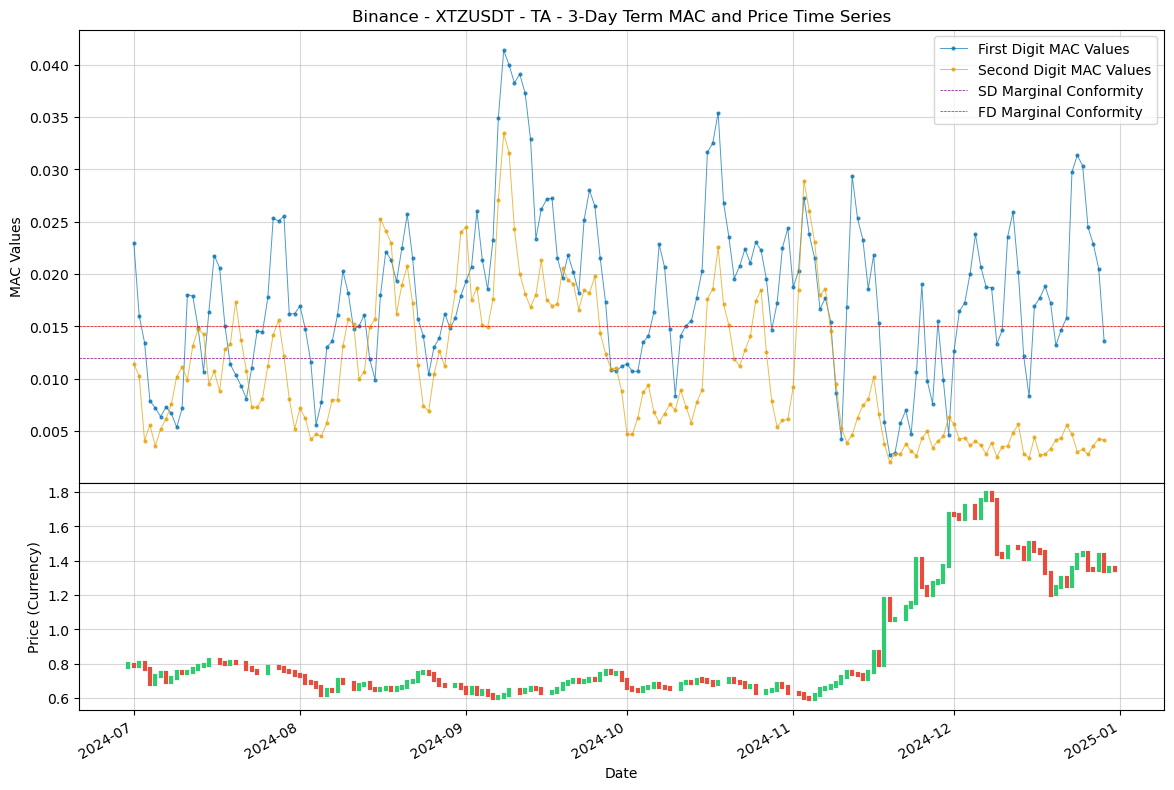 Binance - XTZUSDT - TA - 3-Day Term MAC and Price Time Series
First Digit MAC Values
Second Digit MAC Values
SD Marginal Conformity
FD Marginal Conformity
MAC Values
0.040
0.035
0.030
0.025
0.020
0.015
0.010
0.005
Price (Currency)
1.8
1.6
1.4
1.2
1.0
0.8
0.6
2024-07
2024-08
2024-09
2024-10
2024-11
2024-12
2025-01
Date